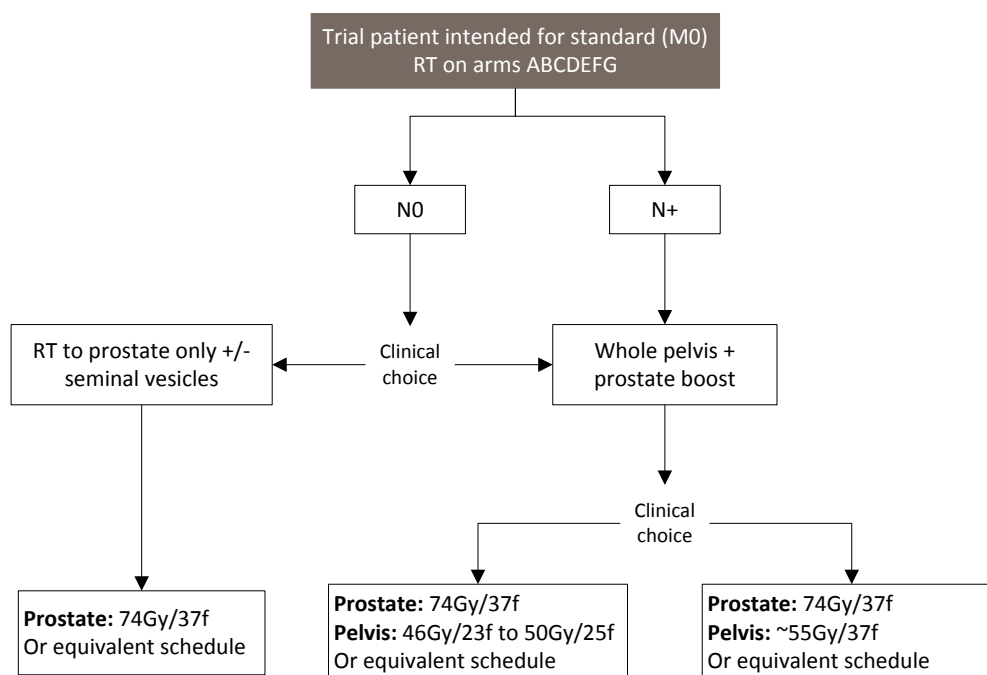 Trial patient intended for standard (M0)
RT on arms ABCDEFG
N0
N+
RT to prostate only +/-
seminal vesicles
Clinical
choice
Whole pelvis +
prostate boost
Clinical
choice
Prostate: 74Gy/37f
Or equivalent schedule
Prostate: 74Gy/37f
Pelvis: 46Gy/23f to 50Gy/25f
Or equivalent schedule
Prostate: 74Gy/37f
Pelvis: ~55Gy/37f
Or equivalent schedule